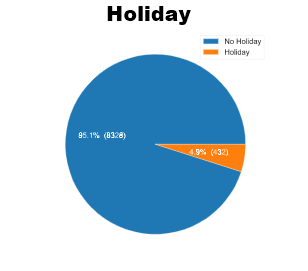 Holiday
No Holiday
Holiday
95.1% (8328)
4.9% (432)